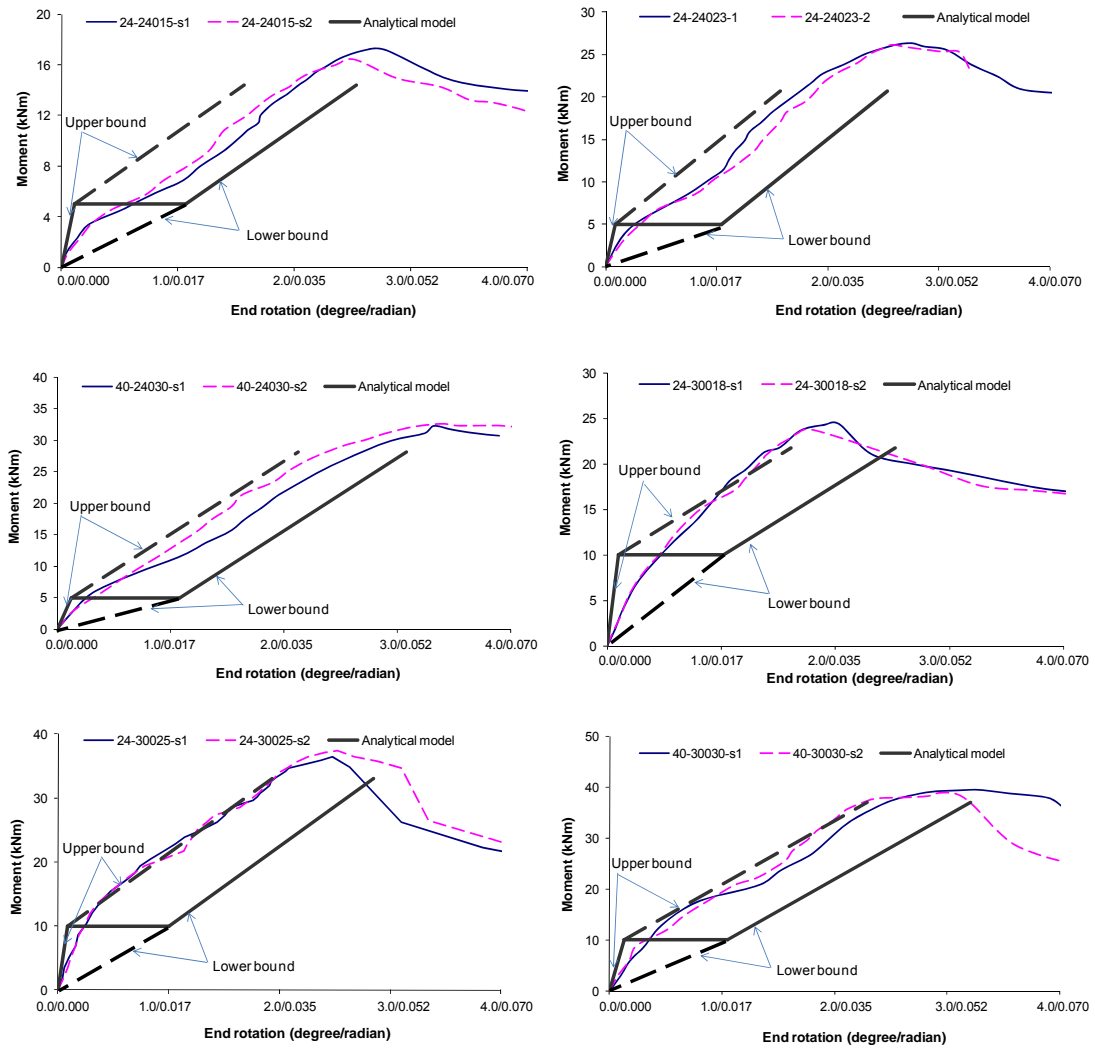 24-24015-s1 24-24015-s2 Analytical model
Moment (kNm)
20
16
12
8
4
0
Upper bound
Lower bound
0.0/0.000 1.0/0.017 2.0/0.035 3.0/0.052 4.0/0.070
End rotation (degree/radian)
24-24023-1 24-24023-2 Analytical model
Moment (kNm)
30
25
20
15
10
5
0
Upper bound
Lower bound
0.0/0.000 1.0/0.017 2.0/0.035 3.0/0.052 4.0/0.070
End rotation (degree/radian)
40-24030-s1 40-24030-s2 Analytical model
Moment (kNm)
40
35
30
25
20
15
10
5
0
Upper bound
Lower bound
0.0/0.000 1.0/0.017 2.0/0.035 3.0/0.052 4.0/0.070
End rotation (degree/radian)
24-30018-s1 24-30018-s2 Analytical model
Moment (kNm)
30
25
20
15
10
5
0
Upper bound
Lower bound
0.0/0.000 1.0/0.017 2.0/0.035 3.0/0.052 4.0/0.070
End rotation (degree/radian)
24-30025-s1 24-30025-s2 Analytical model
Moment (kNm)
40
30
20
10
0
Upper bound
Lower bound
0.0/0.000 1.0/0.017 2.0/0.035 3.0/0.052 4.0/0.070
End rotation (degree/radian)
40-30030-s1 40-30030-s2 Analytical model
Moment (kNm)
50
40
30
20
10
0
Upper bound
Lower bound
0.0/0.000 1.0/0.017 2.0/0.035 3.0/0.052 4.0/0.070
End rotation (degree/radian)